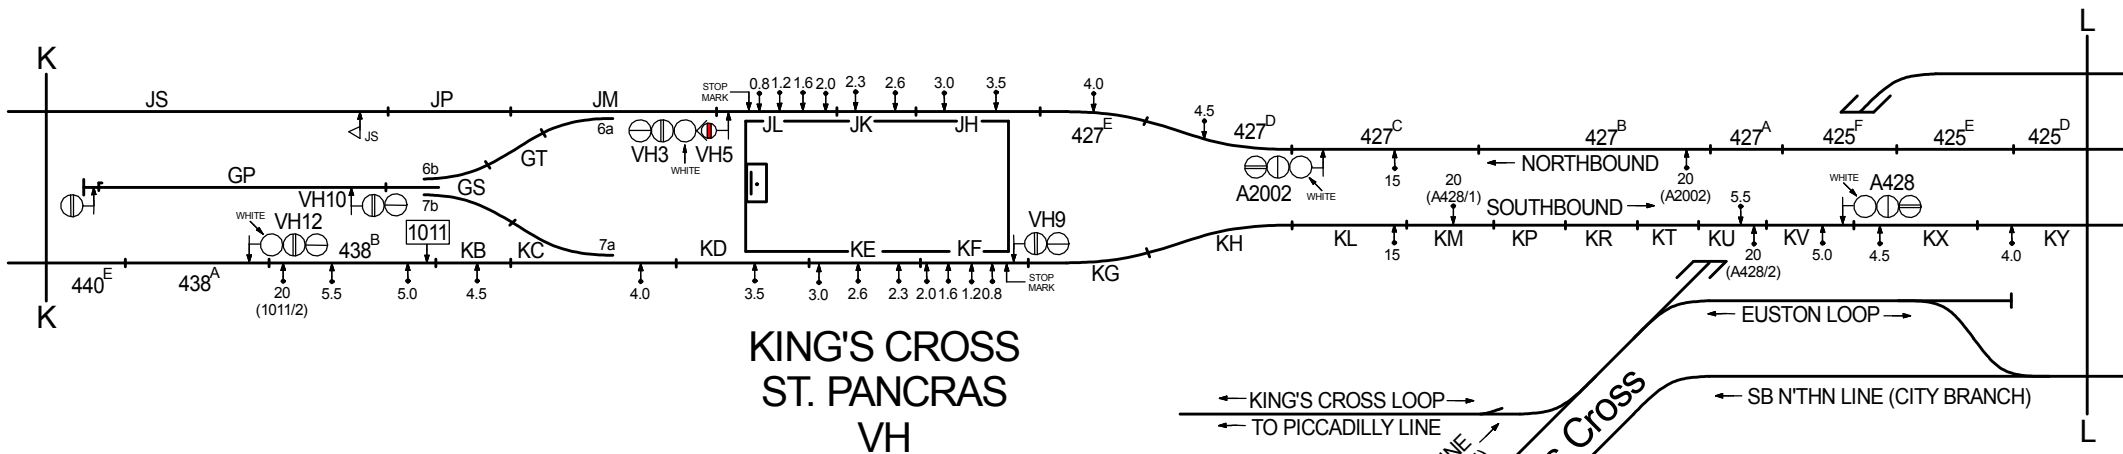 K L
JS JP JM STOP MARK 0.8 1.2 1.6 2.0 2.3 2.6 3.0 3.5 4.0 4.5
JS 6a VH3 VH5 WHITE JL JK JH 427E 427D 427C 427B 427A 425F 425E 425D
NORTHBOUND
GP 6b GT GS A2002 WHITE 15 20 (A428/1) 20 (A2002) 5.5 WHITE A428
VH10 7b SOUTHBOUND
WHITE VH12 1011 7a VH9 KH KL KM KP KR KT KU KV KX KY
438B KB KC KD KE KF KG 15 20 (A428/2) 5.0 4.5 4.0
440E 438A 20 (1011/2) 5.5 5.0 4.5 4.0 3.5 3.0 2.6 2.3 2.0 1.6 1.2 0.8 STOP MARK
K
EUSTON LOOP
KING'S CROSS
ST. PANCRAS
VH
KING'S CROSS LOOP
TO PICCADILLY LINE
SB N'THN LINE (CITY BRANCH)
Cross
L